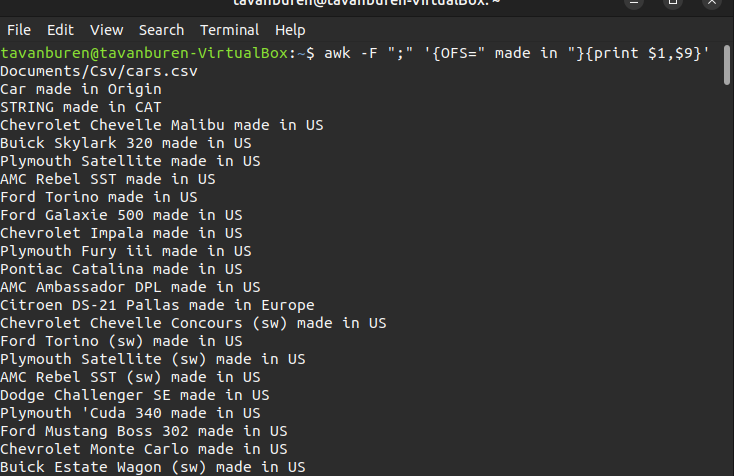 tavanburen@tavanburen-VirtualBox: ~
File Edit View Search Terminal Help
tavanburen@tavanburen-VirtualBox:~$ awk -F ";" '{OFS=" made in "}{print $1,$9}'
Documents/Csv/cars.csv
Car made in Origin
STRING made in CAT
Chevrolet Chevelle Malibu made in US
Buick Skylark 320 made in US
Plymouth Satellite made in US
AMC Rebel SST made in US
Ford Torino made in US
Ford Galaxie 500 made in US
Chevrolet Impala made in US
Plymouth Fury iii made in US
Pontiac Catalina made in US
AMC Ambassador DPL made in US
Citroen DS-21 Pallas made in Europe
Chevrolet Chevelle Concours (sw) made in US
Ford Torino (sw) made in US
Plymouth Satellite (sw) made in US
AMC Rebel SST (sw) made in US
Dodge Challenger SE made in US
Plymouth 'Cuda 340 made in US
Ford Mustang Boss 302 made in US
Chevrolet Monte Carlo made in US
Buick Estate Wagon (sw) made in US